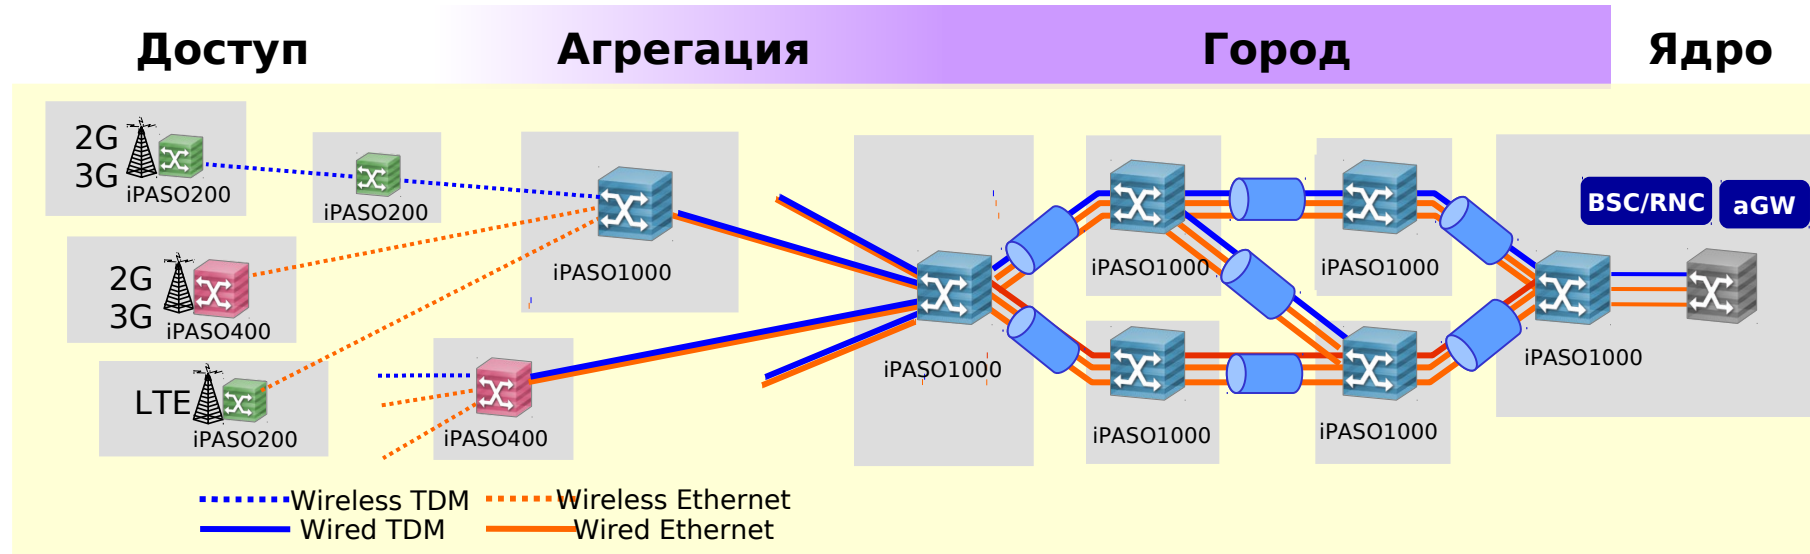 Доступ
Агрегация
Город
Ядро
2G
3G
iPASO200
iPASO200
iPASO1000
2G
3G
iPASO400
LTE
iPASO200
iPASO400
iPASO1000
iPASO1000
iPASO1000
iPASO1000
iPASO1000
BSC/RNC
aGW
iPASO1000
Wireless TDM
Wireless Ethernet
Wired TDM
Wired Ethernet